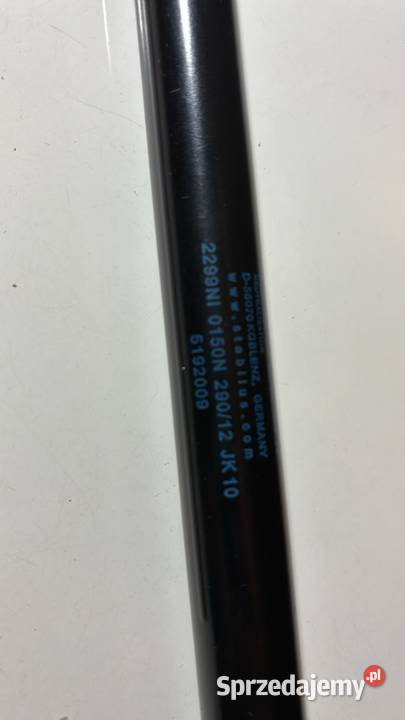 D-56070 KOBLENZ, GERMANY
www.stabilus.com
2299NI 0150N 290/12 JK10
5192009
Sprzedajemy.pl